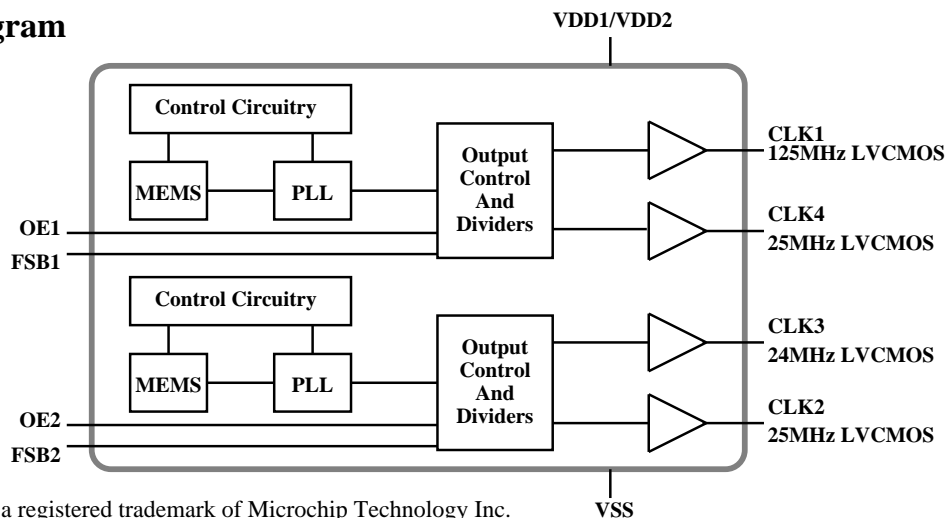 gram
VDD1/VDD2
Control Circuitry
MEMS
PLL
Output
Control
And
Dividers
CLK1
125MHz LVCMOS
CLK4
25MHz LVCMOS
OE1
FSB1
Control Circuitry
MEMS
PLL
Output
Control
And
Dividers
CLK3
24MHz LVCMOS
CLK2
25MHz LVCMOS
OE2
FSB2
a registered trademark of Microchip Technology Inc.
VSS